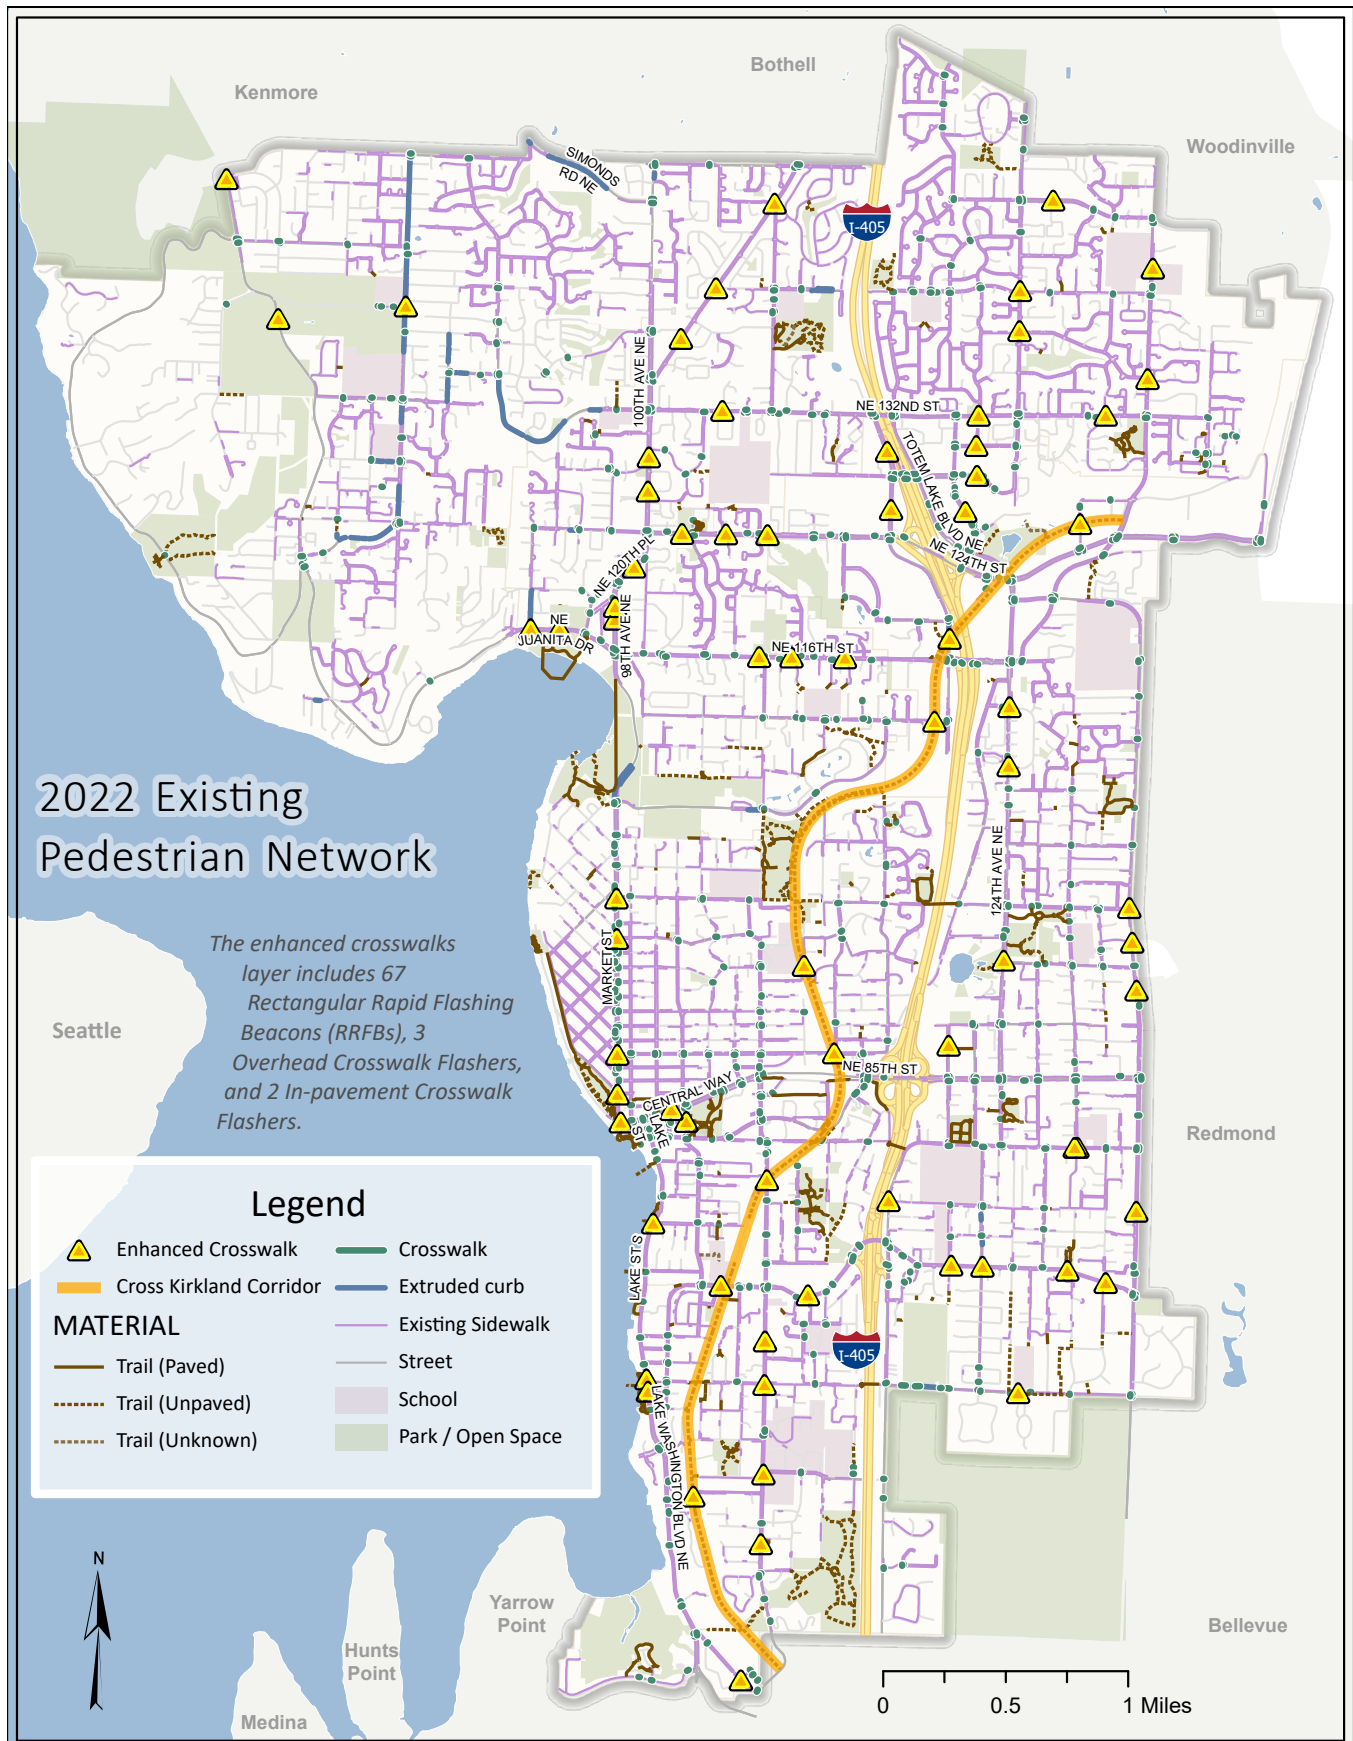 Bothell
Kenmore
Woodinville
SIMONDS
RD NE
I-405
100TH AVE NE
NE 132ND ST
TOTEM LAKE BLVD NE
NE 124TH ST
NE 120TH PL
NE
JUANITA DR
98TH AVE NE
NE 116TH ST
2022 Existing
Pedestrian Network
124TH AVE NE
The enhanced crosswalks
layer includes 67
Rectangular Rapid Flashing
Beacons (RRFBs), 3
Overhead Crosswalk Flashers,
and 2 In-pavement Crosswalk
Flashers.
MARKET ST
Seattle
NE 85TH ST
CENTRAL WAY
LAKE
ST
Redmond
Legend
Enhanced Crosswalk
Cross Kirkland Corridor
MATERIAL
Trail (Paved)
Trail (Unpaved)
Trail (Unknown)
Crosswalk
Extruded curb
Existing Sidewalk
Street
School
Park / Open Space
LAKE ST S
I-405
LAKE WASHINGTON BLVD NE
N
Yarrow
Point
Hunts
Point
Medina
Bellevue
0 0.5 1 Miles